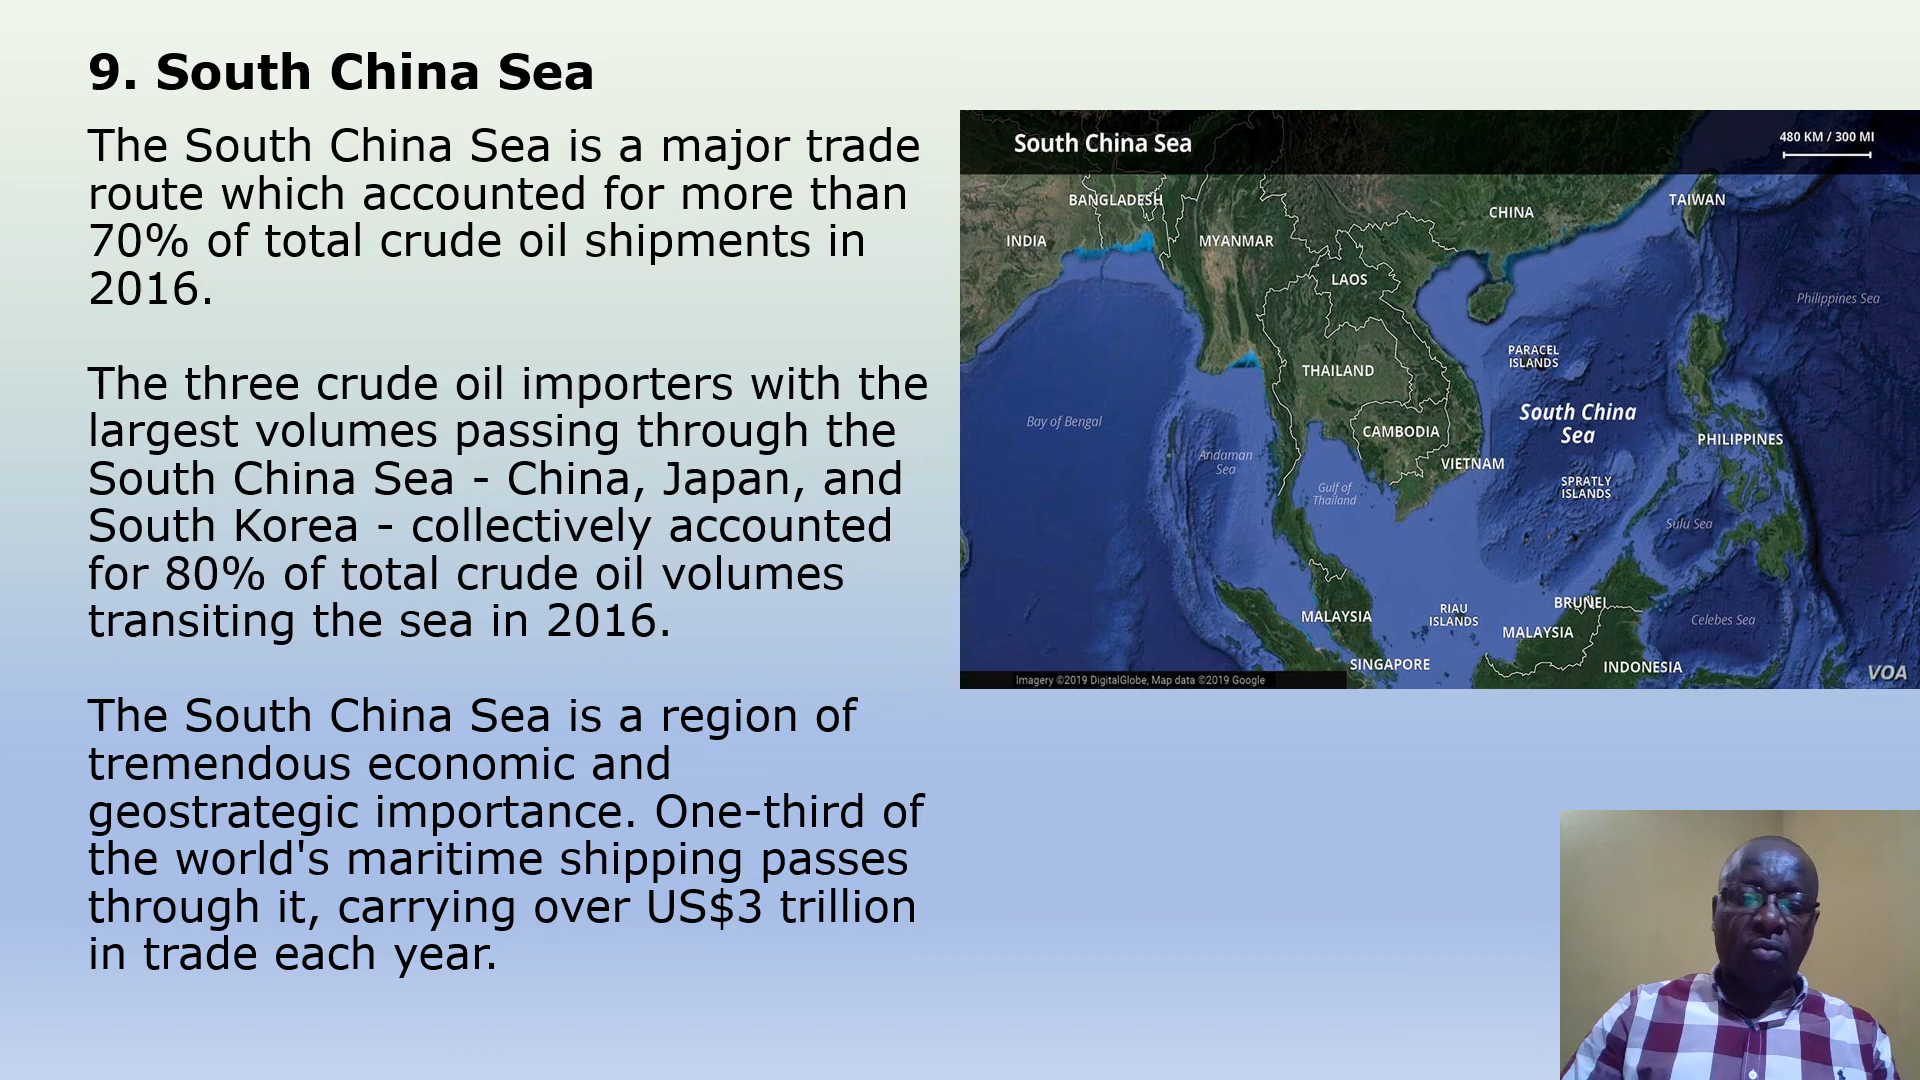 9. South China Sea
The South China Sea is a major trade
route which accounted for more than
70% of total crude oil shipments in
2016.
The three crude oil importers with the
largest volumes passing through the
South China Sea - China, Japan, and
South Korea - collectively accounted
for 80% of total crude oil volumes
transiting the sea in 2016.
The South China Sea is a region of
tremendous economic and
geostrategic importance. One-third of
the world's maritime shipping passes
through it, carrying over US$3 trillion
in trade each year.
South China Sea
480 KM / 300 MI
BANGLADESH
TAIWAN
CHINA
INDIA
MYANMAR
LAOS
Philippines Sea
PARACEL
ISLANDS
THAILAND
South China
Sea
Bay of Bengal
CAMBODIA
PHILIPPINES
Andaman
Sea
VIETNAM
Gulf of
Thailand
SPRATLY
ISLANDS
Sulu Sea
BRUNEI
MALAYSIA
RIAU
ISLANDS
Celebes Sea
MALAYSIA
SINGAPORE
INDONESIA
VOA
Imagery ©2019 DigitalGlobe, Map data ©2019 Google